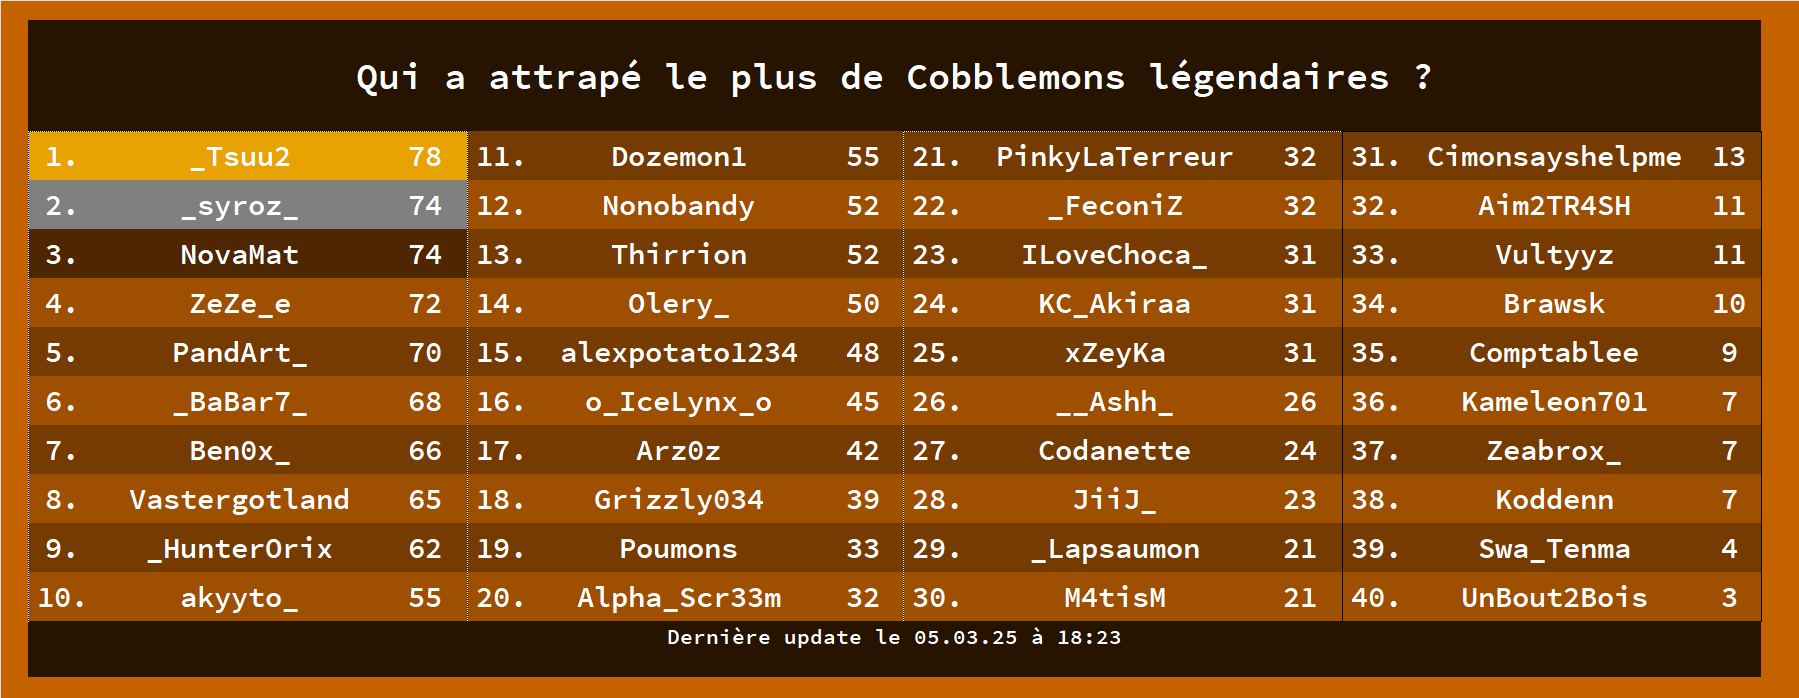 Qui a attrapé le plus de Cobblemons légendaires ?
1. _Tsuu2 78 11. Dozemon1 55 21. PinkyLaTerreur 32 31. Cimonsayshelpme 13
2. _syroz_ 74 12. Nonobandy 52 22. _FeconiZ 32 32. Aim2TR4SH 11
3. NovaMat 74 13. Thirrion 52 23. ILoveChoca_ 31 33. Vultyyz 11
4. ZeZe_e 72 14. Olery_ 50 24. KC_Akiraa 31 34. Brawsk 10
5. PandArt_ 70 15. alexpotato1234 48 25. xZeyKa 31 35. Comptablee 9
6. _BaBar7_ 68 16. o_IceLynx_o 45 26. __Ashh_ 26 36. Kameleon701 7
7. Ben0x_ 66 17. Arz0z 42 27. Codanette 24 37. Zeabrox_ 7
8. Vastergotland 65 18. Grizzly034 39 28. JiiJ_ 23 38. Koddenn 7
9. _HunterOrix 62 19. Poumons 33 29. _Lapsaumon 21 39. Swa_Tenma 4
10. akyyto_ 55 20. Alpha_Scr33m 32 30. M4tisM 21 40. UnBout2Bois 3
Dernière update le 05.03.25 à 18:23